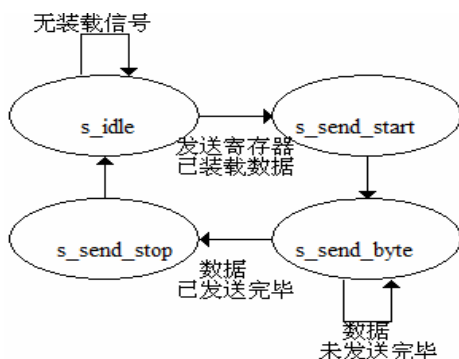 无装载信号
s_idle
s_send_start
发送寄存器
已装载数据
s_send_stop
s_send_byte
数据
已发送完毕
数据
未发送完毕